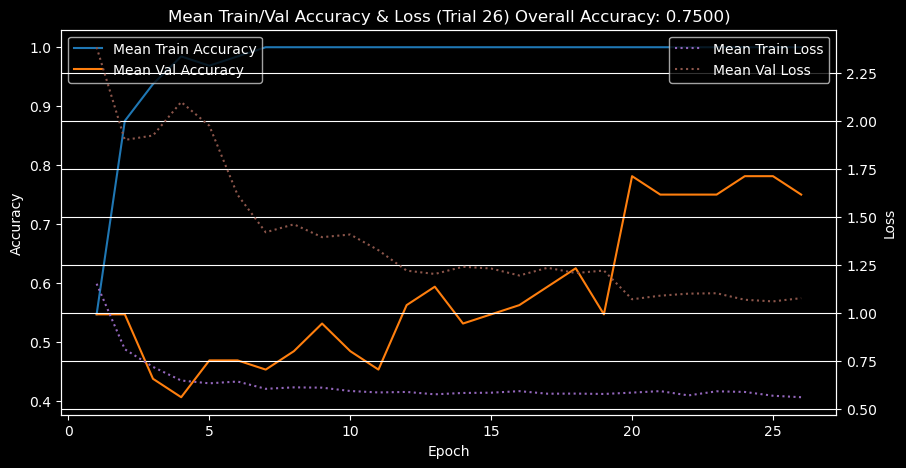 Mean Train/Val Accuracy & Loss (Trial 26) Overall Accuracy: 0.7500)
Mean Train Accuracy
Mean Val Accuracy
Mean Train Loss
Mean Val Loss
1.0
0.9
0.8
0.7
0.6
0.5
0.4
Accuracy
2.25
2.00
1.75
1.50
1.25
1.00
0.75
0.50
Loss
0 5 10 15 20 25
Epoch